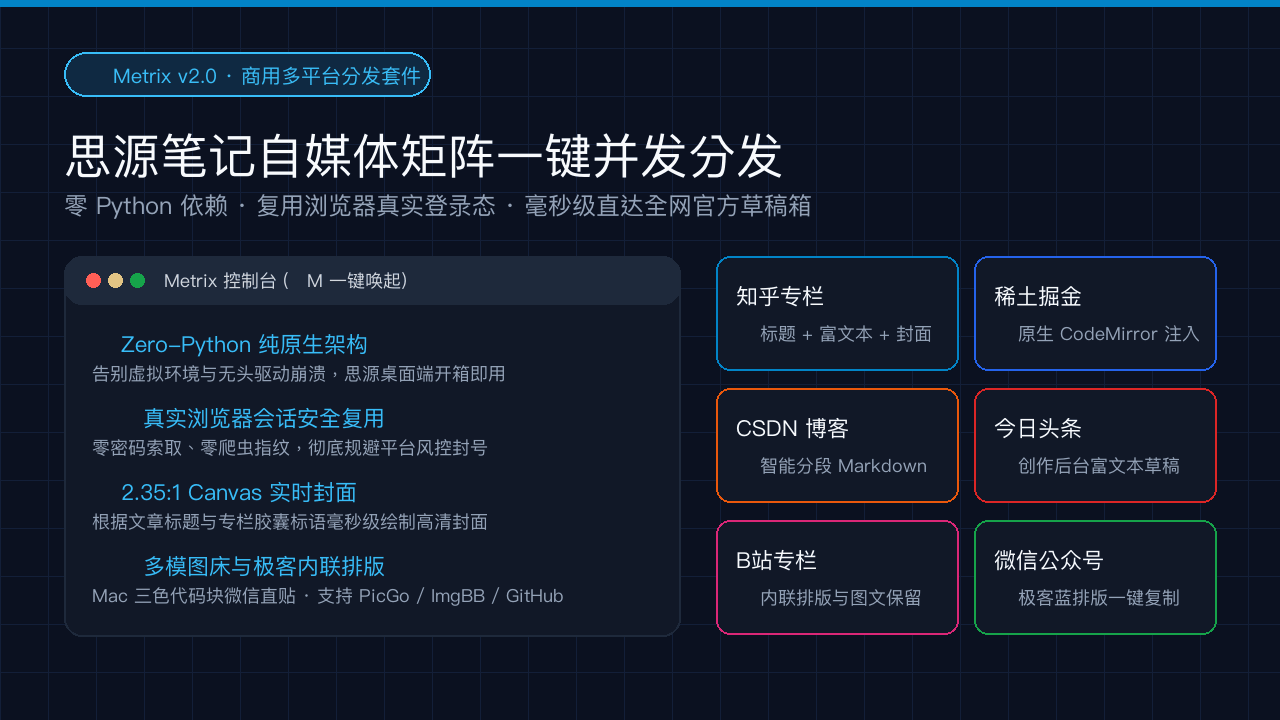 Metrix v2.0 · 商用多平台分发套件
思源笔记自媒体矩阵一键并发分发
零 Python 依赖 · 复用浏览器真实登录态 · 毫秒级直达全网官方草稿箱
Metrix 控制台 ( M 一键唤起)
Zero-Python 纯原生架构
告别虚拟环境与无头驱动崩溃，思源桌面端开箱即用
真实浏览器会话安全复用
零密码索取、零爬虫指纹，彻底规避平台风控封号
2.35:1 Canvas 实时封面
根据文章标题与专栏胶囊标语毫秒级绘制高清封面
多模图床与极客内联排版
Mac 三色代码块微信直贴 · 支持 PicGo / ImgBB / GitHub
知乎专栏
标题 + 富文本 + 封面
稀土掘金
原生 CodeMirror 注入
CSDN 博客
智能分段 Markdown
今日头条
创作后台富文本草稿
B站专栏
内联排版与图文保留
微信公众号
极客蓝排版一键复制